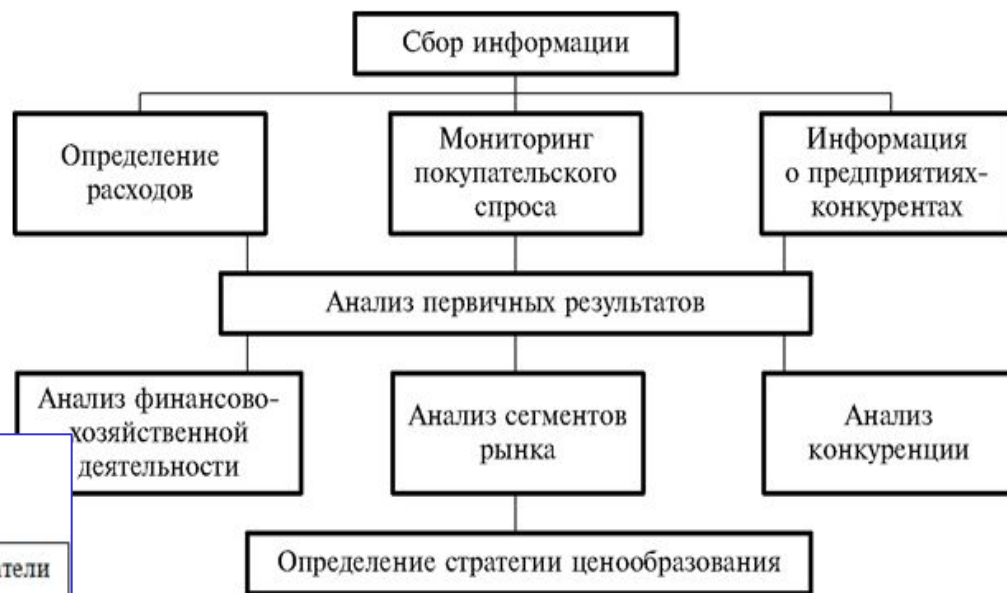 Сбор информации
Определение
расходов
Мониторинг
покупательского
спроса
Информация
о предприятиях-
конкурентах
Анализ первичных результатов
Анализ финансово-
хозяйственной
деятельности
Анализ сегментов
рынка
Анализ
конкуренции
атели
Определение стратегии ценообразования